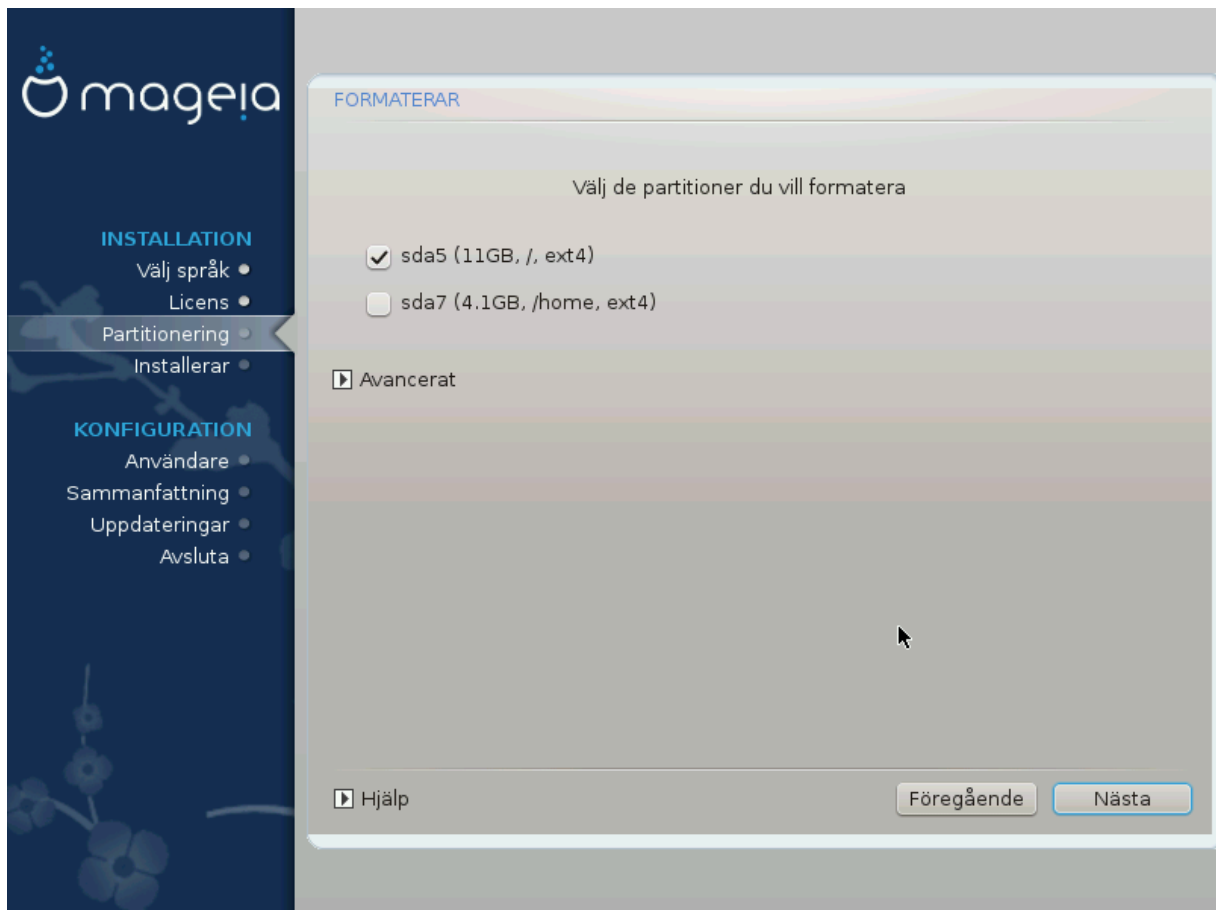 mageia
INSTALLATION
Välj språk
Licens
Partitionering
Installerar
KONFIGURATION
Användare
Sammanfattning
Uppdateringar
Avsluta
FORMATERAR
Välj de partitioner du vill formatera
sda5 (11GB, /, ext4)
sda7 (4.1GB, /home, ext4)
Avancerat
Hjälp
Föregående
Nästa